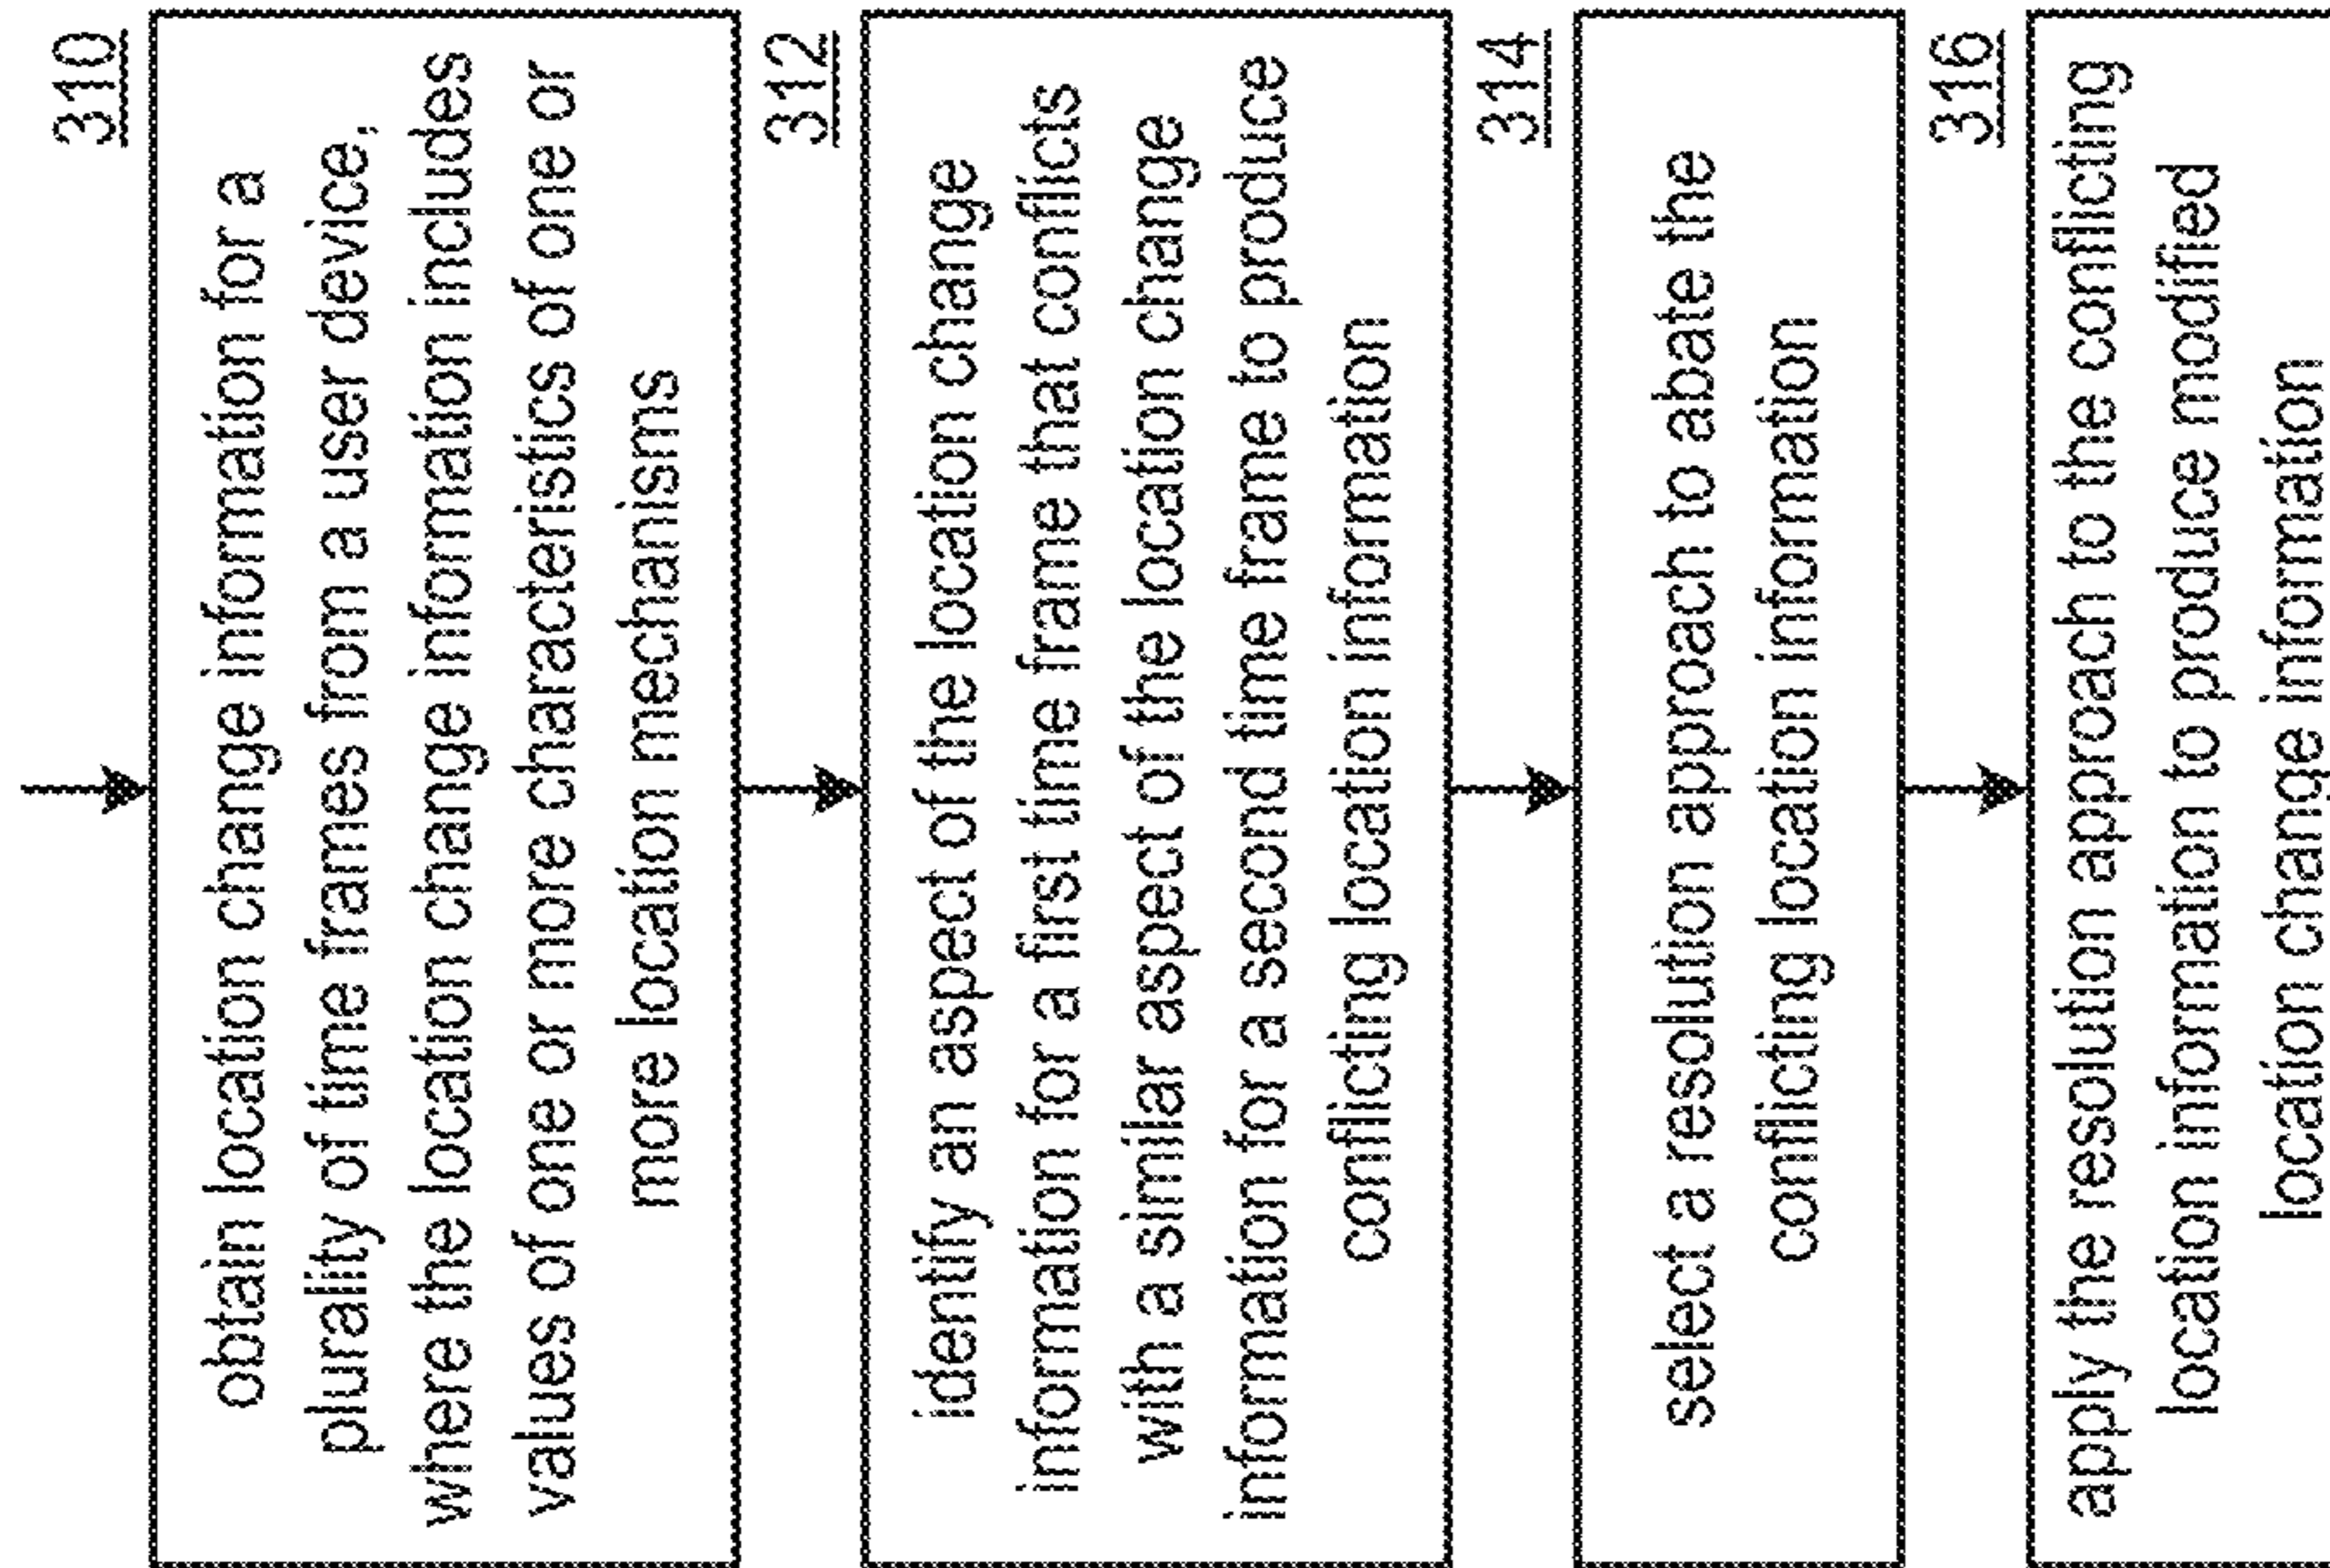 310
obtain location change information for a
plurality of time frames from a user device,
where the location change information includes
values of one or more characteristics of one or
more location mechanisms
312
identify an aspect of the location change
information for a first time frame that conflicts
with a similar aspect of the location change
information for a second time frame to produce
conflicting location information
314
select a resolution approach to abate the
conflicting location information
316
apply the resolution approach to the conflicting
location information to produce modified
location change information